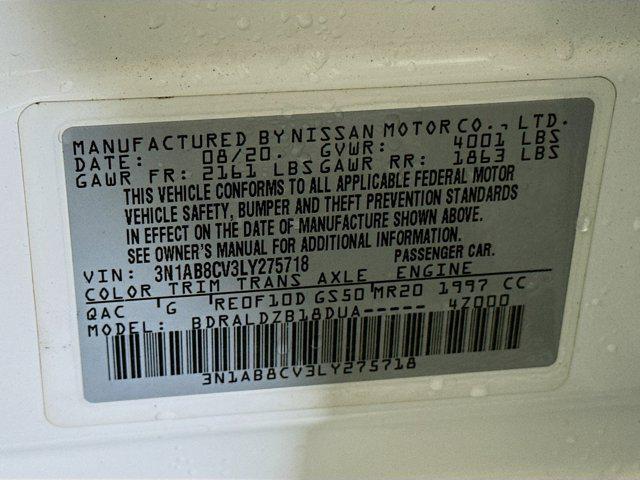 MANUFACTURED BY NISSAN MOTOR CO., LTD.
DATE: 08/20. GVWR: 4001 LBS
GAWR FR: 2161 LBS GAWR RR: 1863 LBS
THIS VEHICLE CONFORMS TO ALL APPLICABLE FEDERAL MOTOR
VEHICLE SAFETY, BUMPER AND THEFT PREVENTION STANDARDS
IN EFFECT ON THE DATE OF MANUFACTURE SHOWN ABOVE.
SEE OWNER'S MANUAL FOR ADDITIONAL INFORMATION.
VIN: 3N1AB8CV3LY275718 PASSENGER CAR.
COLOR TRIM TRANS AXLE ENGINE
QAC G RE0F10D GS50 MR20 1997 CC
MODEL: BDRALDZB18DUA----- 4Z000
3N1AB8CV3LY275718